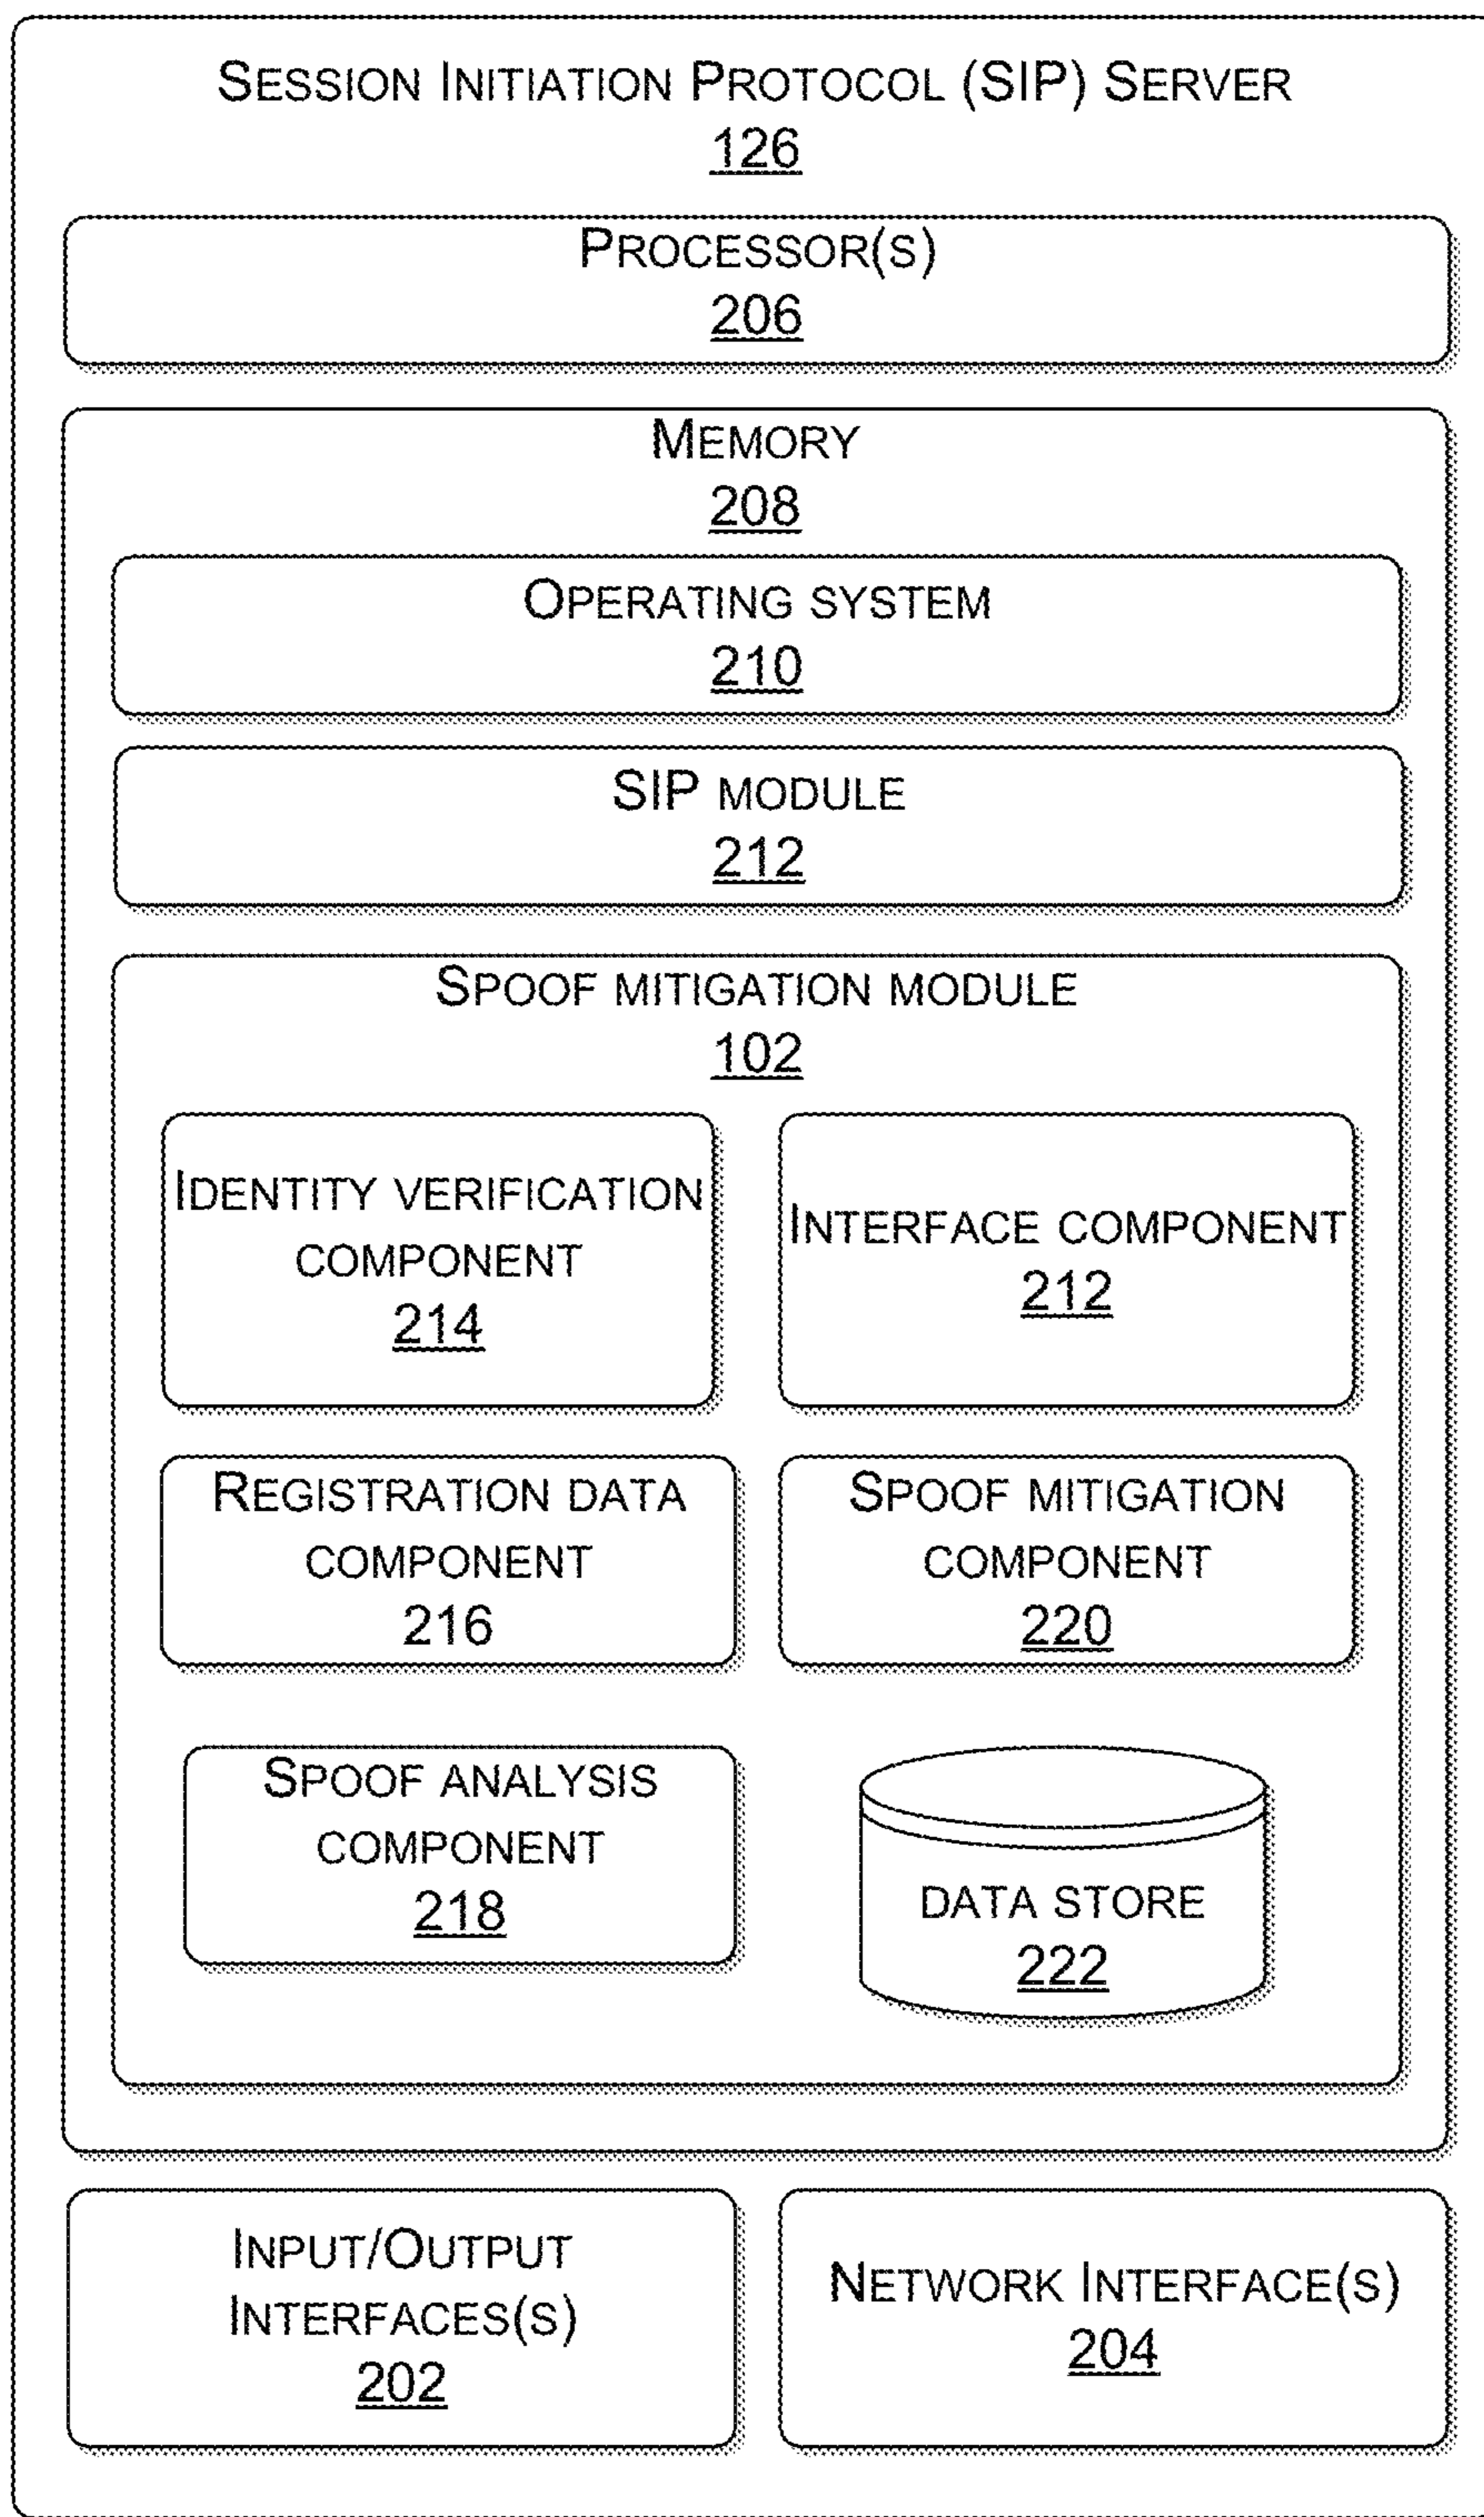 SESSION INITIATION PROTOCOL (SIP) SERVER
126
PROCESSOR(S)
206
MEMORY
208
OPERATING SYSTEM
210
SIP MODULE
212
SPOOF MITIGATION MODULE
102
IDENTITY VERIFICATION
COMPONENT
214
INTERFACE COMPONENT
212
REGISTRATION DATA
COMPONENT
216
SPOOF MITIGATION
COMPONENT
220
SPOOF ANALYSIS
COMPONENT
218
DATA STORE
222
INPUT/OUTPUT
INTERFACES(S)
202
NETWORK INTERFACE(S)
204